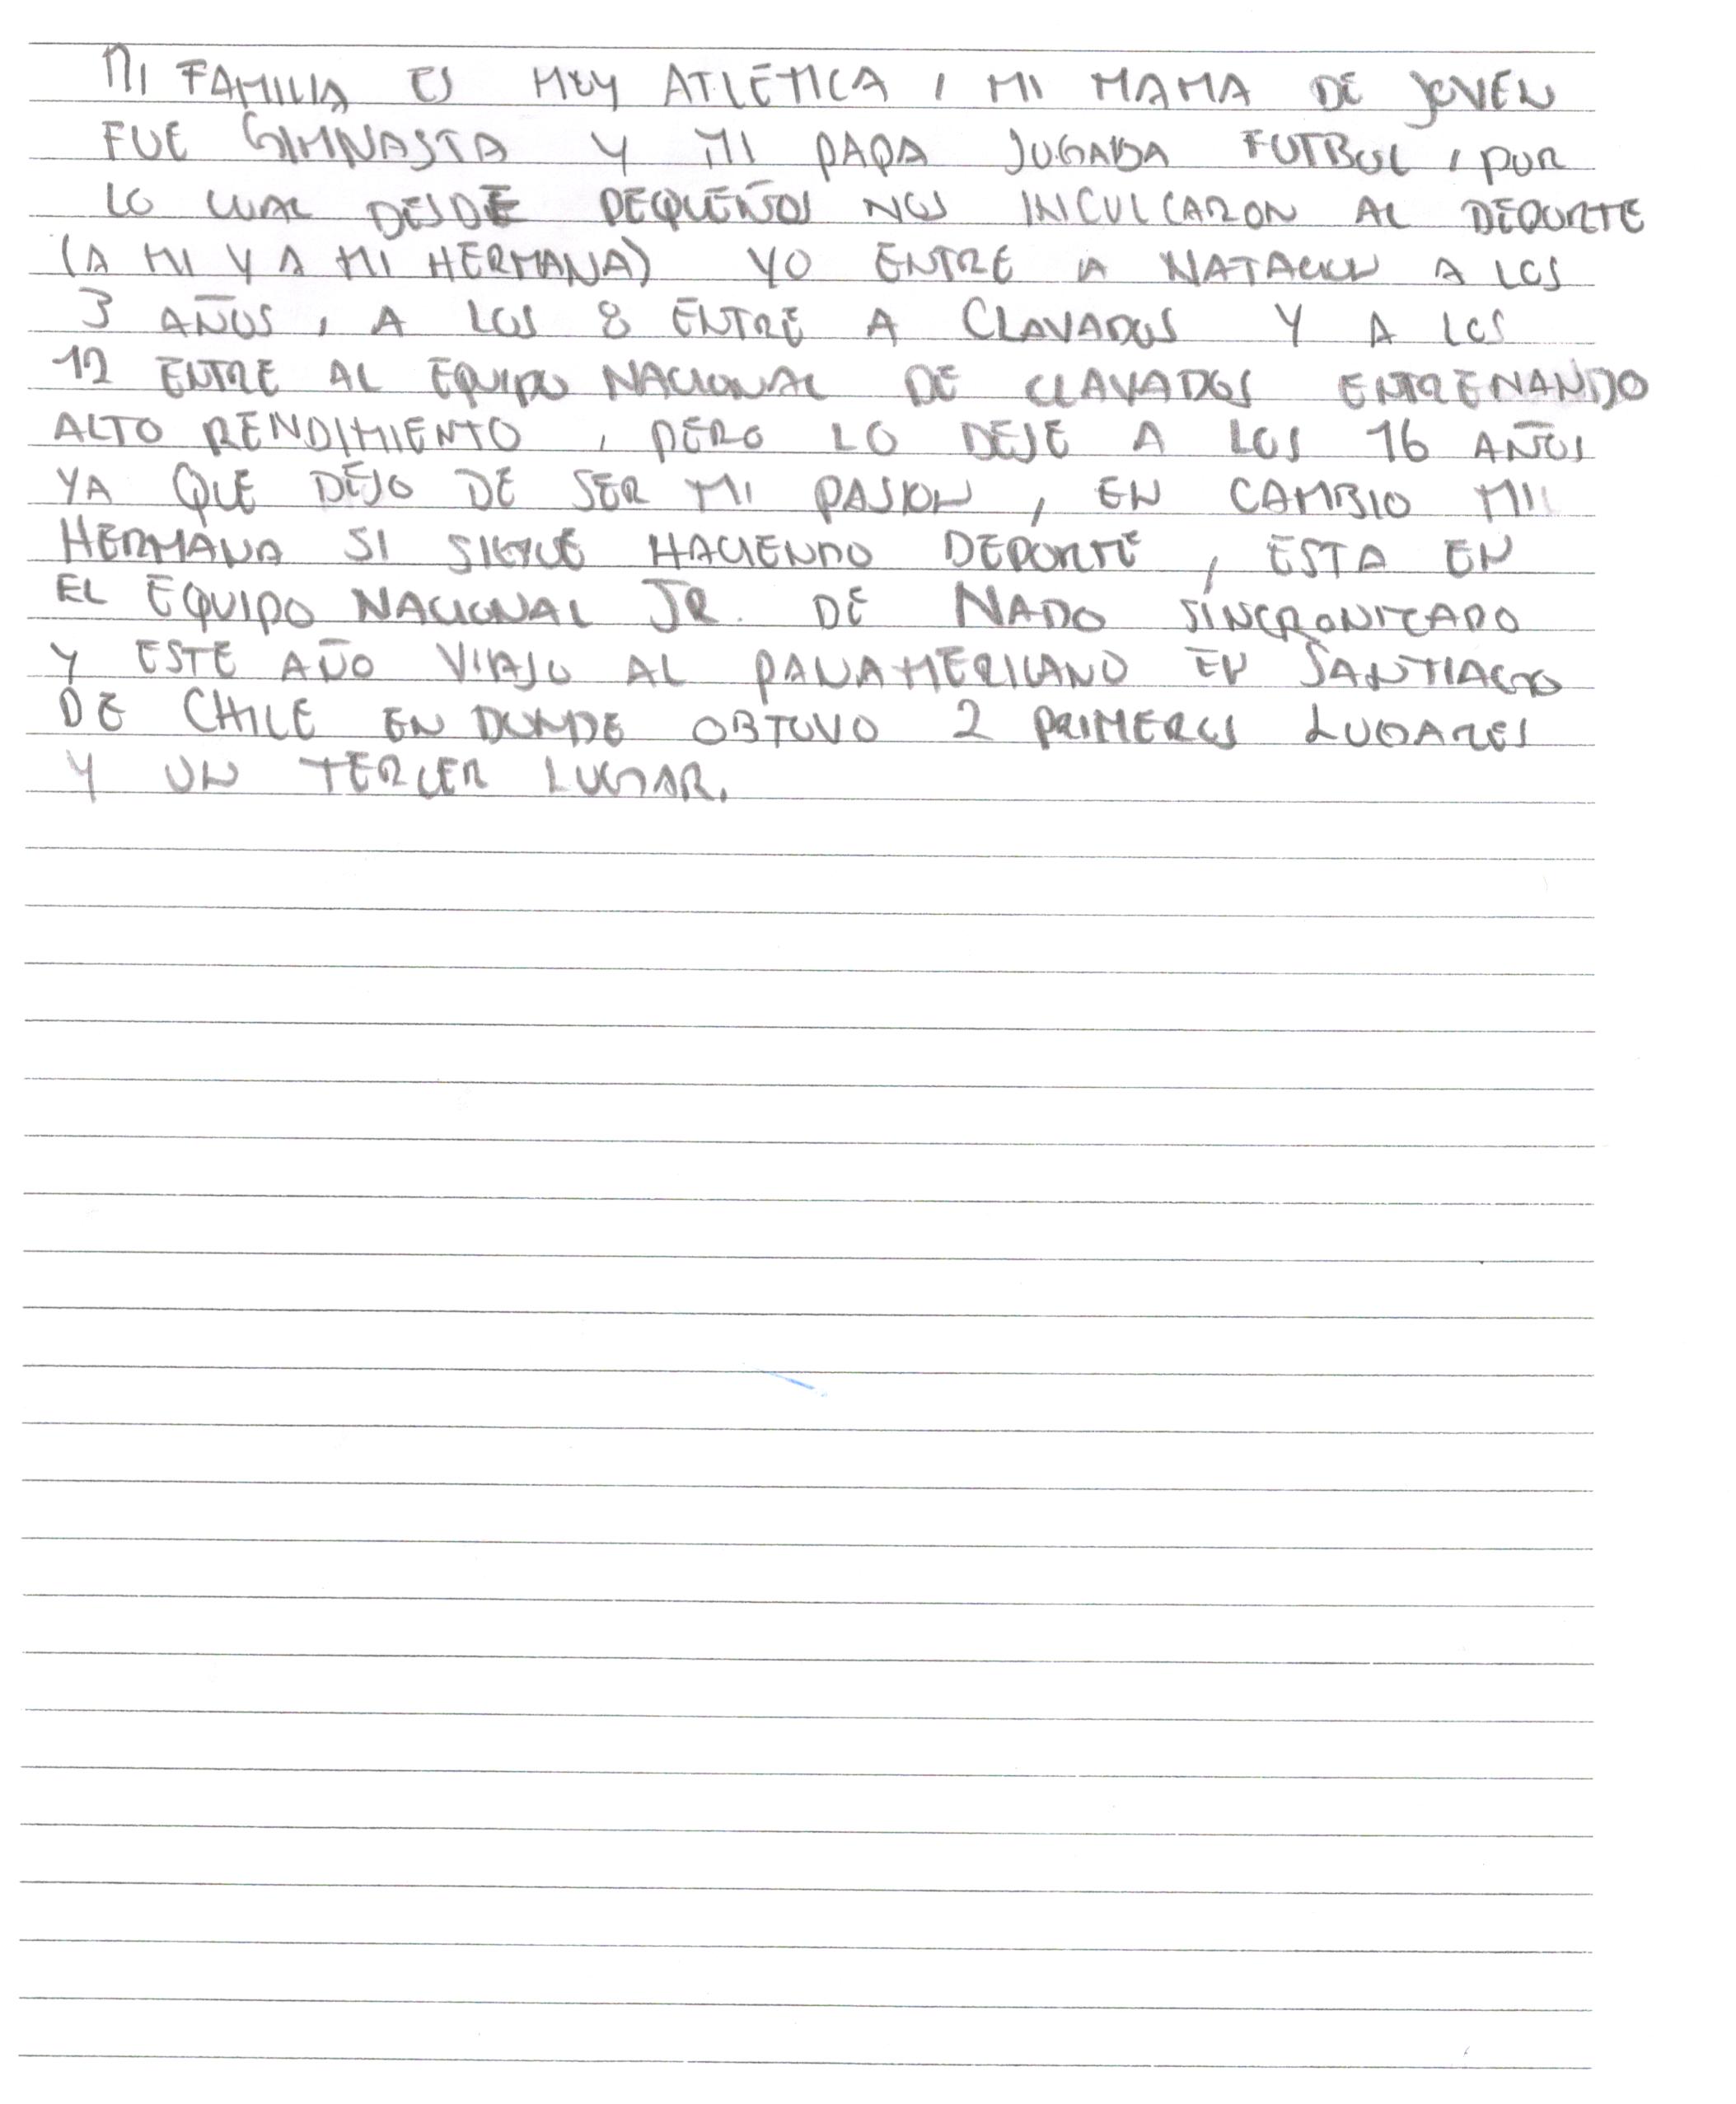 MI FAMILIA ES MUY ATLETICA, MI MAMA DE JOVEN
FUE GIMNASTA Y MI PAPA JUGABA FUTBOL, POR
LO CUAL DESDE PEQUEÑOS NOS INCULCARON AL DEPORTE
(A MI Y A MI HERMANA) YO ENTRE A NATACION A LOS
3 AÑOS, A LOS 8 ENTRE A CLAVADOS Y A LOS
12 ENTRE AL EQUIPO NACIONAL DE CLAVADOS ENTRENANDO
ALTO RENDIMIENTO, PERO LO DEJE A LOS 16 AÑOS
YA QUE DEJO DE SER MI PASION, EN CAMBIO MI
HERMANA SI SIGUE HACIENDO DEPORTE, ESTA EN
EL EQUIPO NACIONAL JR. DE NADO SINCRONIZADO
Y ESTE AÑO VIAJO AL PANAMERICANO EN SANTIAGO
DE CHILE EN DONDE OBTUVO 2 PRIMEROS LUGARES
Y UN TERCER LUGAR.